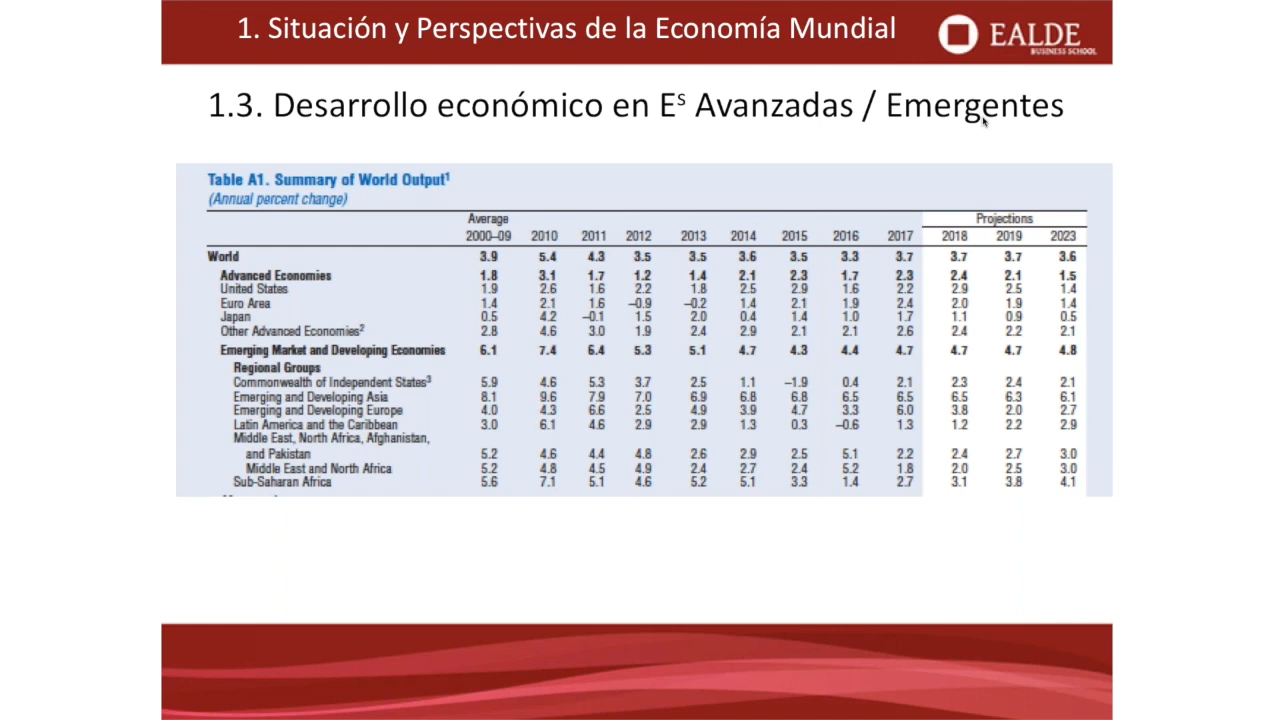 1. Situación y Perspectivas de la Economía Mundial
EALDE
BUSINESS SCHOOL
1.3. Desarrollo económico en Eˢ Avanzadas / Emergentes
Table A1. Summary of World Output¹
(Annual percent change)
Average Projections
2000–09 2010 2011 2012 2013 2014 2015 2016 2017 2018 2019 2023
World 3.9 5.4 4.3 3.5 3.5 3.6 3.5 3.3 3.7 3.7 3.7 3.6
Advanced Economies 1.8 3.1 1.7 1.2 1.4 2.1 2.3 1.7 2.3 2.4 2.1 1.5
United States 1.9 2.6 1.6 2.2 1.8 2.5 2.9 1.6 2.2 2.9 2.5 1.4
Euro Area 1.4 2.1 1.6 –0.9 –0.2 1.4 2.1 1.9 2.4 2.0 1.9 1.4
Japan 0.5 4.2 –0.1 1.5 2.0 0.4 1.4 1.0 1.7 1.1 0.9 0.5
Other Advanced Economies² 2.8 4.6 3.0 1.9 2.4 2.9 2.1 2.1 2.6 2.4 2.2 2.1
Emerging Market and Developing Economies 6.1 7.4 6.4 5.3 5.1 4.7 4.3 4.4 4.7 4.7 4.7 4.8
Regional Groups
Commonwealth of Independent States³ 5.9 4.6 5.3 3.7 2.5 1.1 –1.9 0.4 2.1 2.3 2.4 2.1
Emerging and Developing Asia 8.1 9.6 7.9 7.0 6.9 6.8 6.8 6.5 6.5 6.5 6.3 6.1
Emerging and Developing Europe 4.0 4.3 6.6 2.5 4.9 3.9 4.7 3.3 6.0 3.8 2.0 2.7
Latin America and the Caribbean 3.0 6.1 4.6 2.9 2.9 1.3 0.3 –0.6 1.3 1.2 2.2 2.9
Middle East, North Africa, Afghanistan,
and Pakistan 5.2 4.6 4.4 4.8 2.6 2.9 2.5 5.1 2.2 2.4 2.7 3.0
Middle East and North Africa 5.2 4.8 4.5 4.9 2.4 2.7 2.4 5.2 1.8 2.0 2.5 3.0
Sub-Saharan Africa 5.6 7.1 5.1 4.6 5.2 5.1 3.3 1.4 2.7 3.1 3.8 4.1